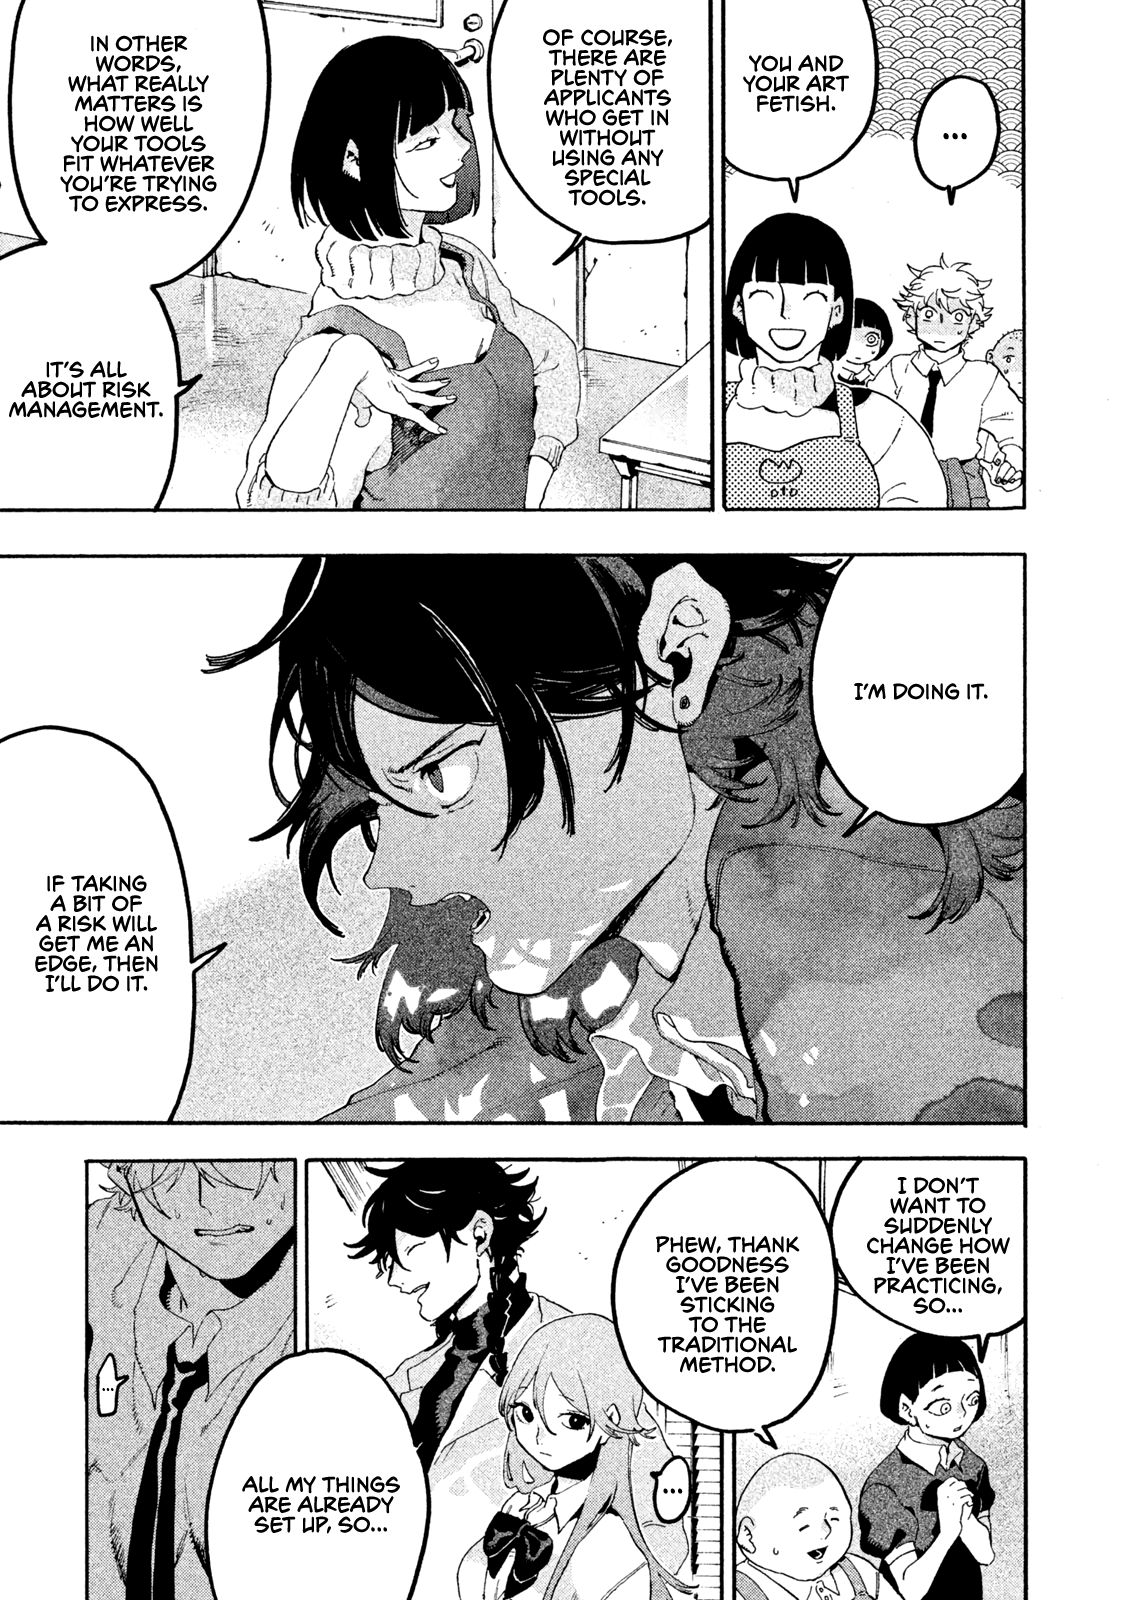 ...
YOU AND
YOUR ART
FETISH.
OF COURSE,
THERE ARE
PLENTY OF
APPLICANTS
WHO GET IN
WITHOUT
USING ANY
SPECIAL
TOOLS.
IN OTHER
WORDS,
WHAT REALLY
MATTERS IS
HOW WELL
YOUR TOOLS
FIT WHATEVER
YOU'RE TRYING
TO EXPRESS.
IT'S ALL
ABOUT RISK
MANAGEMENT.
I'M DOING IT.
IF TAKING
A BIT OF
A RISK WILL
GET ME AN
EDGE, THEN
I'LL DO IT.
I DON'T
WANT TO
SUDDENLY
CHANGE HOW
I'VE BEEN
PRACTICING,
SO...
PHEW, THANK
GOODNESS
I'VE BEEN
STICKING
TO THE
TRADITIONAL
METHOD.
...
ALL MY THINGS
ARE ALREADY
SET UP, SO...
...